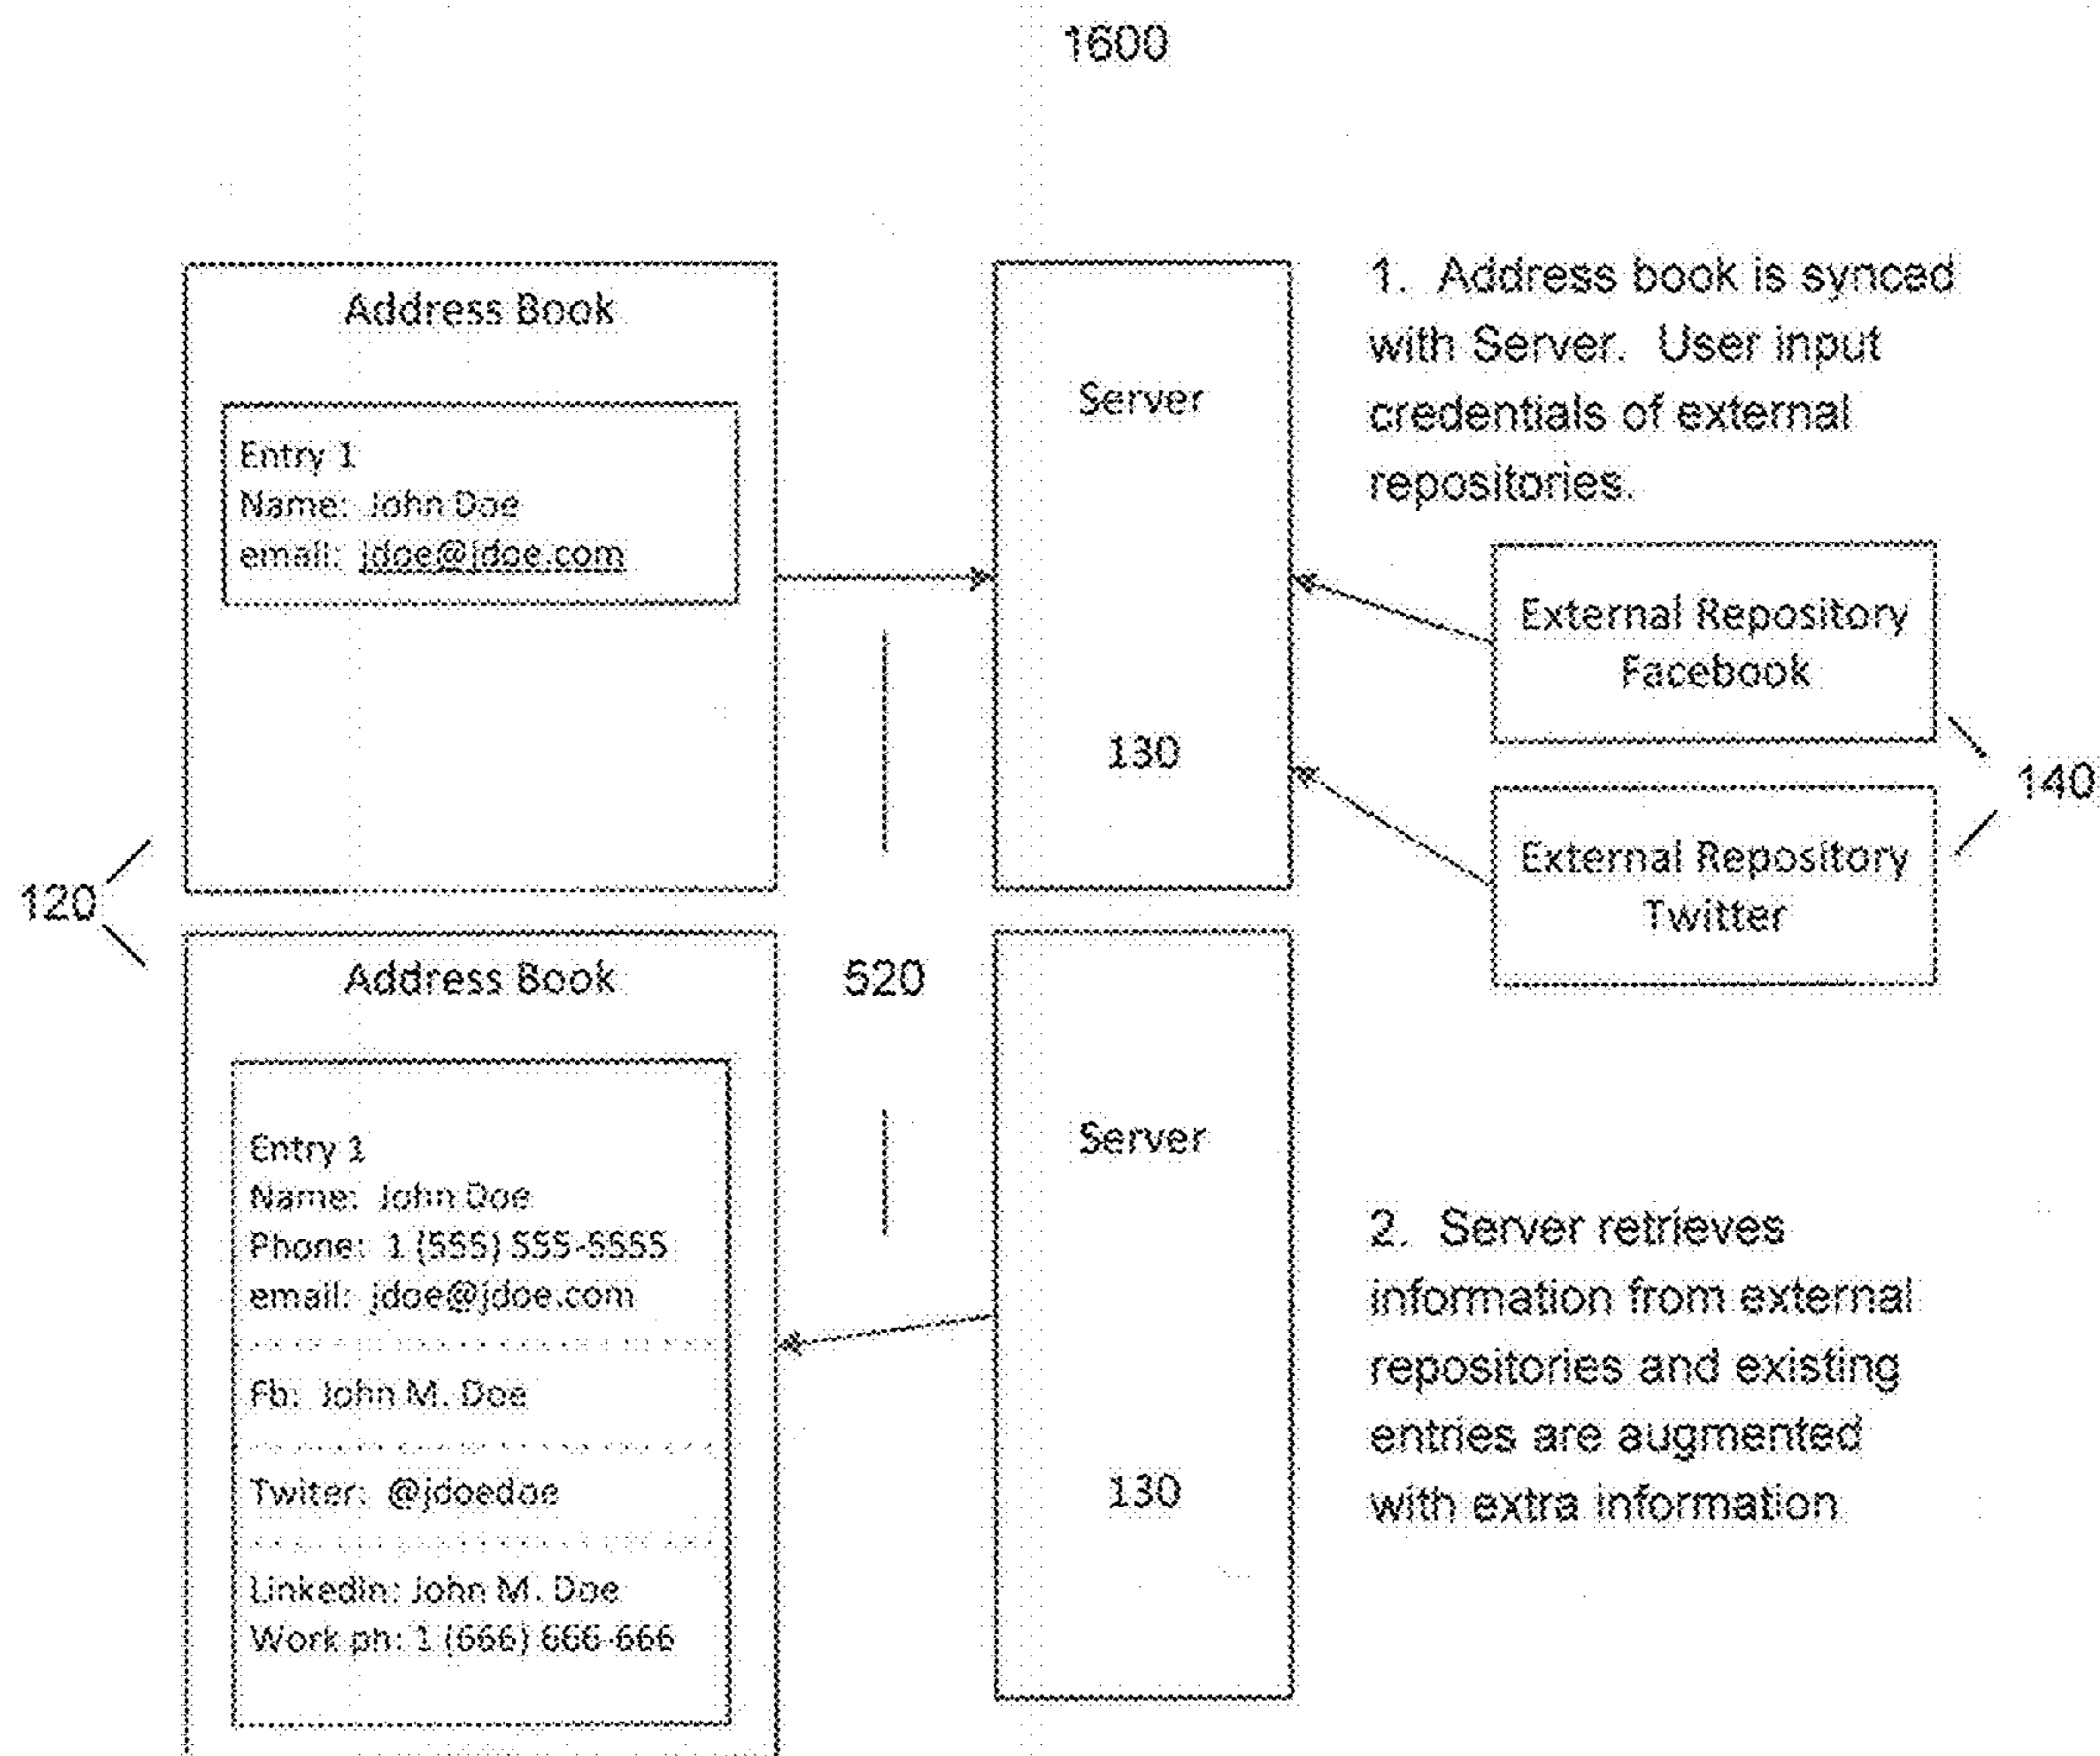 1600
Address Book
Entry 1
Name: John Doe
email: jdoe@jdoe.com
Server
130
1. Address book is synced
with Server. User input
credentials of external
repositories.
External Repository
Facebook
External Repository
Twitter
140
120
520
Address Book
Entry 1
Name: John Doe
Phone: 1 (555) 555-5555
email: jdoe@jdoe.com
Fb: John M. Doe
Twiter: @jdoedoe
LinkedIn: John M. Doe
Work ph: 1 (666) 666-666
Server
130
2. Server retrieves
information from external
repositories and existing
entries are augmented
with extra information